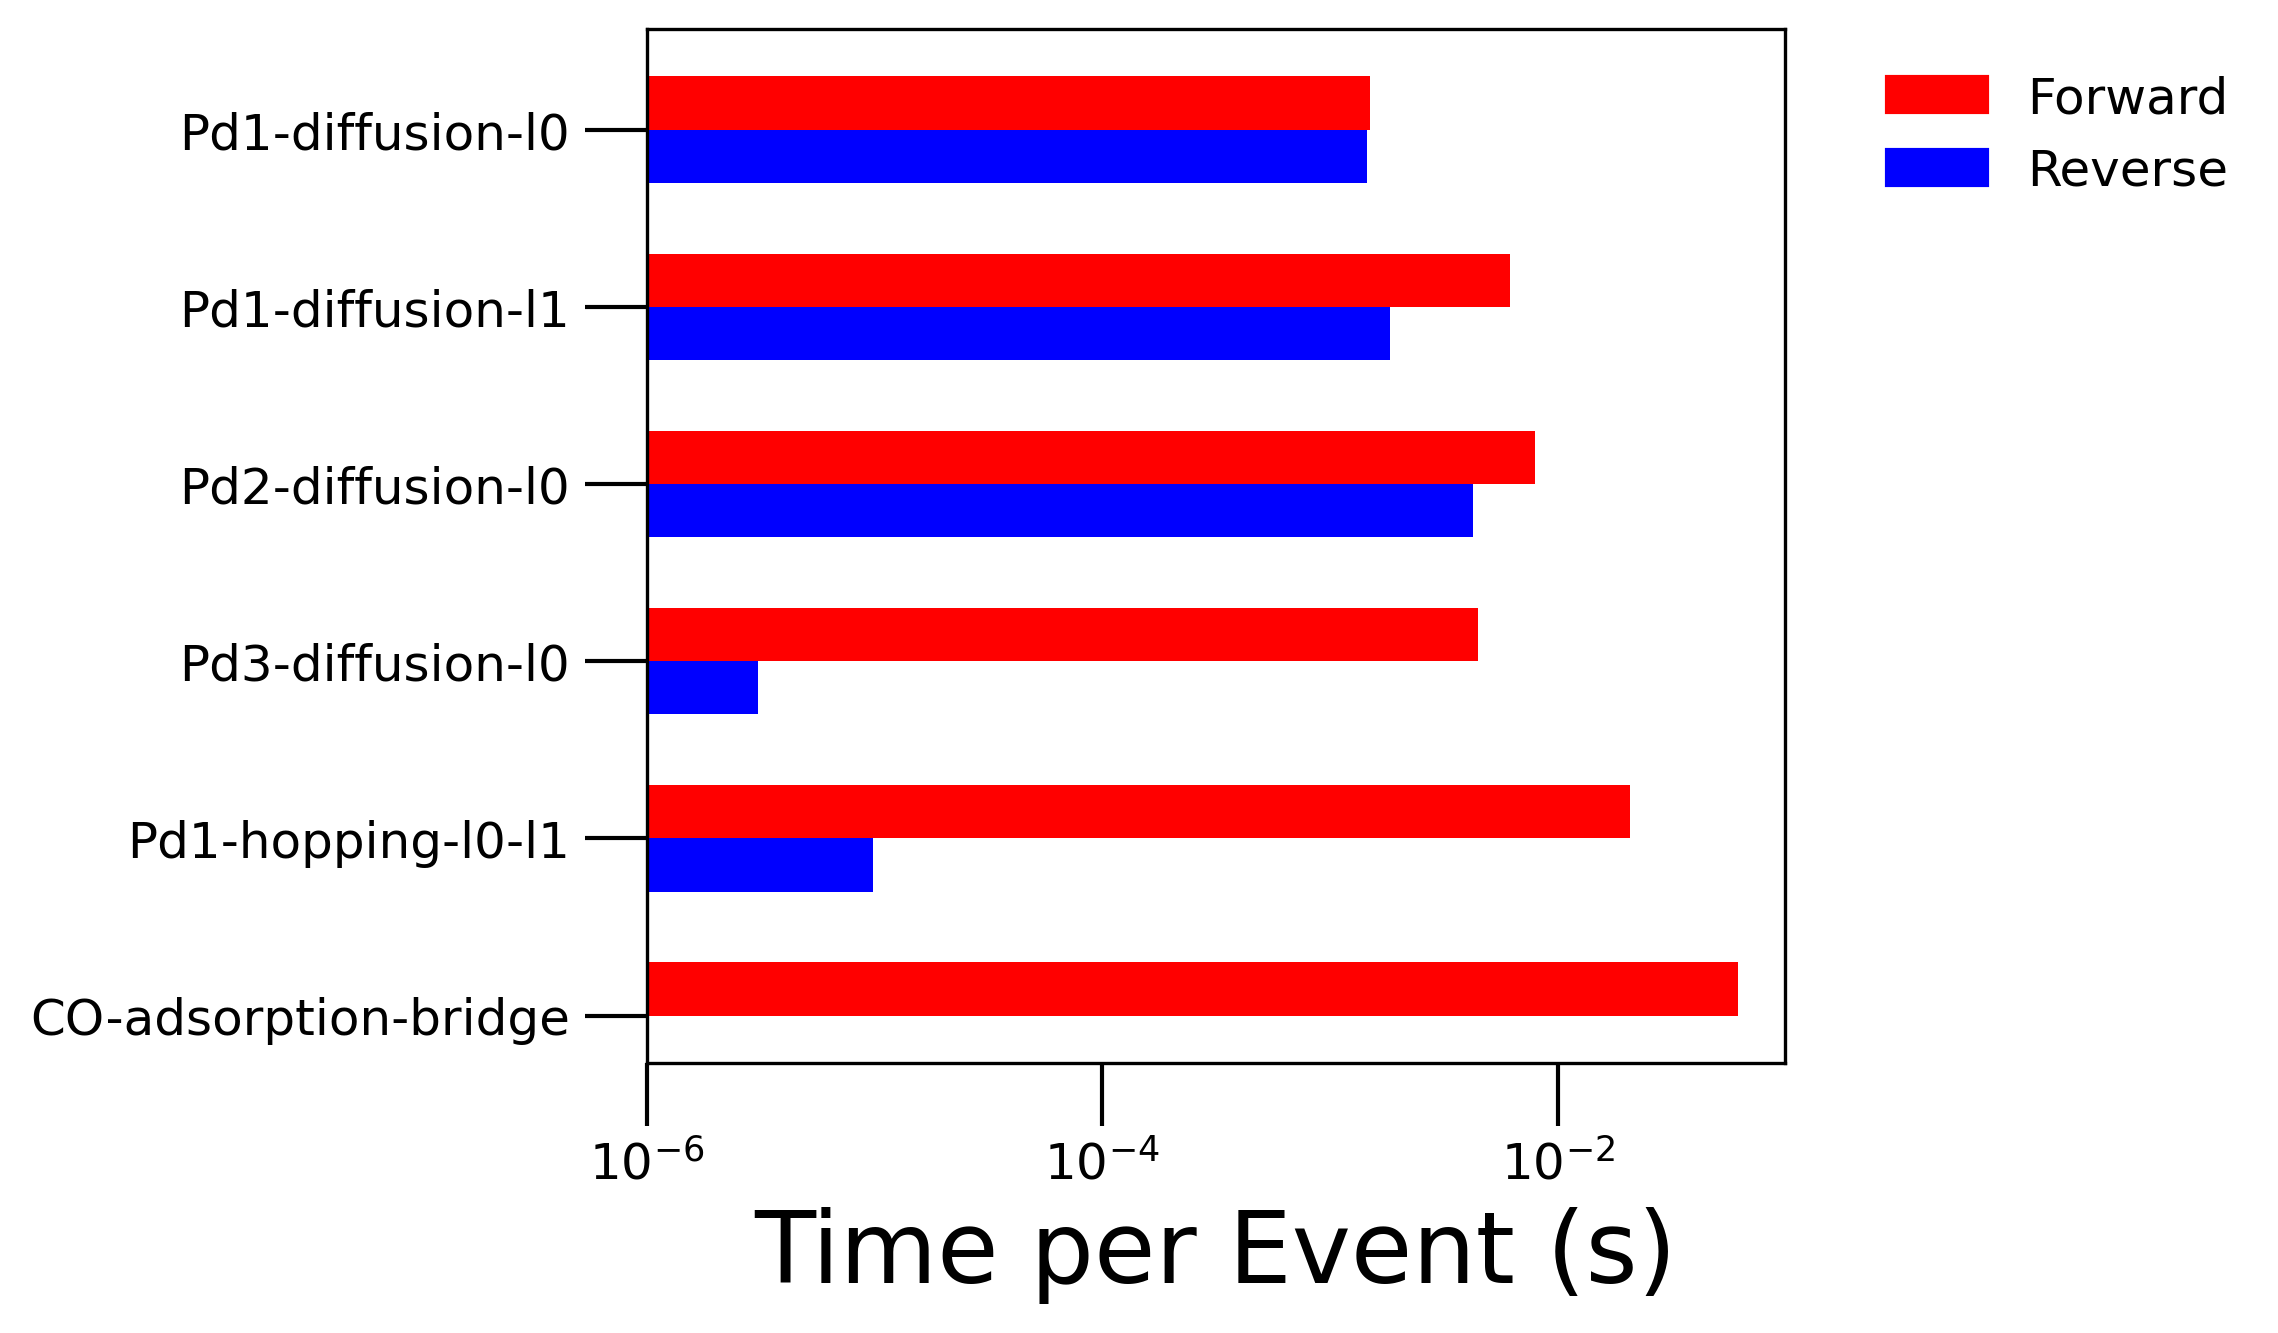 Forward
Reverse
Pd1-diffusion-l0
Pd1-diffusion-l1
Pd2-diffusion-l0
Pd3-diffusion-l0
Pd1-hopping-l0-l1
CO-adsorption-bridge
10⁻⁶ 10⁻⁴ 10⁻²
Time per Event (s)